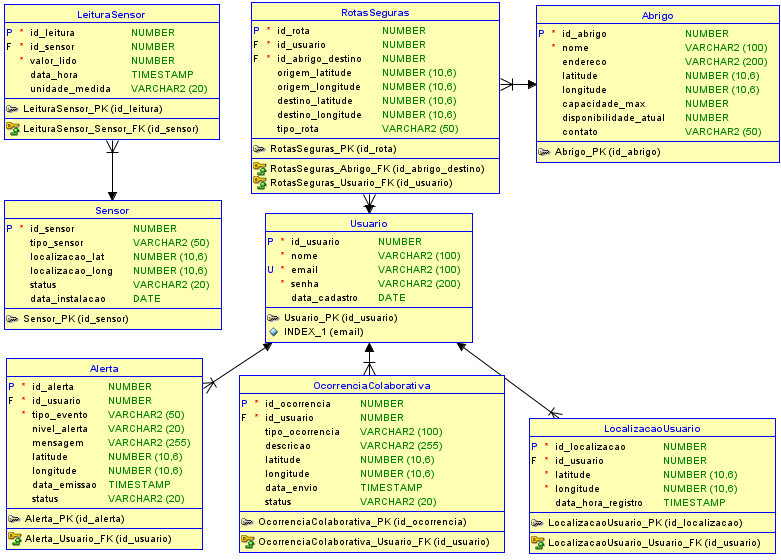 LeituraSensor
P * id_leitura NUMBER
F * id_sensor NUMBER
* valor_lido NUMBER
data_hora TIMESTAMP
unidade_medida VARCHAR2 (20)
LeituraSensor_PK (id_leitura)
LeituraSensor_Sensor_FK (id_sensor)
RotasSeguras
P * id_rota NUMBER
F * id_usuario NUMBER
F * id_abrigo_destino NUMBER
origem_latitude NUMBER (10,6)
origem_longitude NUMBER (10,6)
destino_latitude NUMBER (10,6)
destino_longitude NUMBER (10,6)
tipo_rota VARCHAR2 (50)
RotasSeguras_PK (id_rota)
RotasSeguras_Abrigo_FK (id_abrigo_destino)
RotasSeguras_Usuario_FK (id_usuario)
Abrigo
P * id_abrigo NUMBER
* nome VARCHAR2 (100)
endereco VARCHAR2 (200)
latitude NUMBER (10,6)
longitude NUMBER (10,6)
capacidade_max NUMBER
disponibilidade_atual NUMBER
contato VARCHAR2 (50)
Abrigo_PK (id_abrigo)
Sensor
P * id_sensor NUMBER
tipo_sensor VARCHAR2 (50)
localizacao_lat NUMBER (10,6)
localizacao_long NUMBER (10,6)
status VARCHAR2 (20)
data_instalacao DATE
Sensor_PK (id_sensor)
Usuario
P * id_usuario NUMBER
* nome VARCHAR2 (100)
U * email VARCHAR2 (100)
* senha VARCHAR2 (200)
data_cadastro DATE
Usuario_PK (id_usuario)
INDEX_1 (email)
Alerta
P * id_alerta NUMBER
F * id_usuario NUMBER
* tipo_evento VARCHAR2 (50)
nivel_alerta VARCHAR2 (20)
mensagem VARCHAR2 (255)
latitude NUMBER (10,6)
longitude NUMBER (10,6)
data_emissao TIMESTAMP
status VARCHAR2 (20)
Alerta_PK (id_alerta)
Alerta_Usuario_FK (id_usuario)
OcorrenciaColaborativa
P * id_ocorrencia NUMBER
F * id_usuario NUMBER
tipo_ocorrencia VARCHAR2 (100)
descricao VARCHAR2 (255)
latitude NUMBER (10,6)
longitude NUMBER (10,6)
data_envio TIMESTAMP
status VARCHAR2 (20)
OcorrenciaColaborativa_PK (id_ocorrencia)
OcorrenciaColaborativa_Usuario_FK (id_usuario)
LocalizacaoUsuario
P * id_localizacao NUMBER
F * id_usuario NUMBER
* latitude NUMBER (10,6)
* longitude NUMBER (10,6)
data_hora_registro TIMESTAMP
LocalizacaoUsuario_PK (id_localizacao)
LocalizacaoUsuario_Usuario_FK (id_usuario)